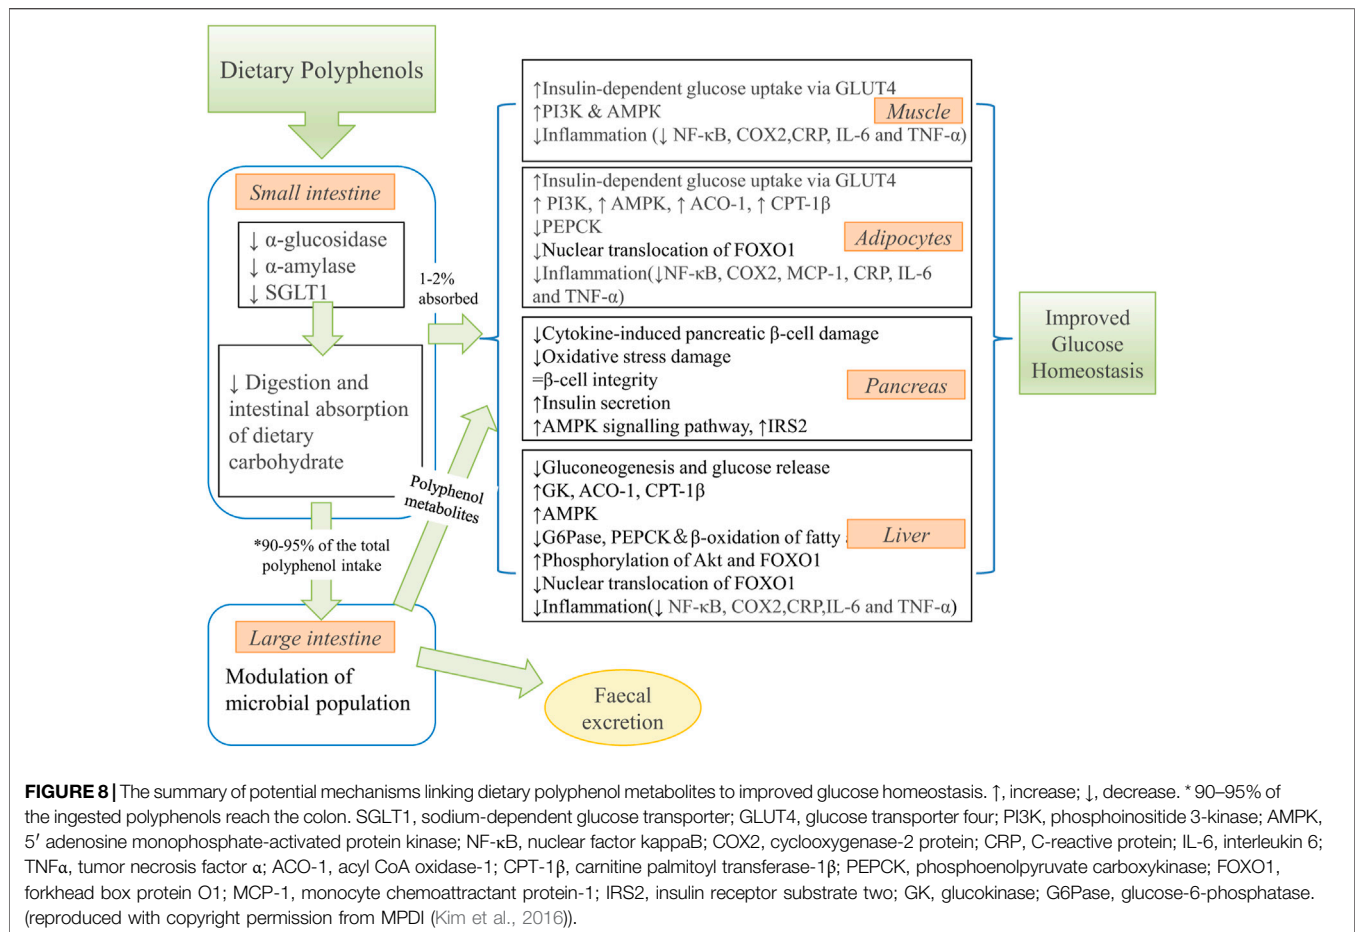 Dietary Polyphenols
Small intestine
↓ α-glucosidase
↓ α-amylase
↓ SGLT1
↓ Digestion and
intestinal absorption
of dietary
carbohydrate
1-2%
absorbed
*90-95% of the total
polyphenol intake
Polyphenol
metabolites
Large intestine
Modulation of
microbial population
Faecal
excretion
↑Insulin-dependent glucose uptake via GLUT4
↑PI3K & AMPK
↓Inflammation (↓ NF-κB, COX2,CRP, IL-6 and TNF-α)
Muscle
↑Insulin-dependent glucose uptake via GLUT4
↑ PI3K, ↑ AMPK, ↑ ACO-1, ↑ CPT-1β
↓PEPCK
↓Nuclear translocation of FOXO1
↓Inflammation(↓NF-κB, COX2, MCP-1, CRP, IL-6
and TNF-α)
Adipocytes
↓Cytokine-induced pancreatic β-cell damage
↓Oxidative stress damage
=β-cell integrity
↑Insulin secretion
↑AMPK signalling pathway, ↑IRS2
Pancreas
↓Gluconeogenesis and glucose release
↑GK, ACO-1, CPT-1β
↑AMPK
↓G6Pase, PEPCK＆β-oxidation of fatty
↑Phosphorylation of Akt and FOXO1
↓Nuclear translocation of FOXO1
↓Inflammation(↓ NF-κB, COX2,CRP,IL-6 and TNF-α)
Liver
Improved
Glucose
Homeostasis
FIGURE 8 | The summary of potential mechanisms linking dietary polyphenol metabolites to improved glucose homeostasis. ↑, increase; ↓, decrease. * 90–95% of
the ingested polyphenols reach the colon. SGLT1, sodium-dependent glucose transporter; GLUT4, glucose transporter four; PI3K, phosphoinositide 3-kinase; AMPK,
5′ adenosine monophosphate-activated protein kinase; NF-κB, nuclear factor kappaB; COX2, cyclooxygenase-2 protein; CRP, C-reactive protein; IL-6, interleukin 6;
TNFα, tumor necrosis factor α; ACO-1, acyl CoA oxidase-1; CPT-1β, carnitine palmitoyl transferase-1β; PEPCK, phosphoenolpyruvate carboxykinase; FOXO1,
forkhead box protein O1; MCP-1, monocyte chemoattractant protein-1; IRS2, insulin receptor substrate two; GK, glucokinase; G6Pase, glucose-6-phosphatase.
(reproduced with copyright permission from MPDI (Kim et al., 2016)).